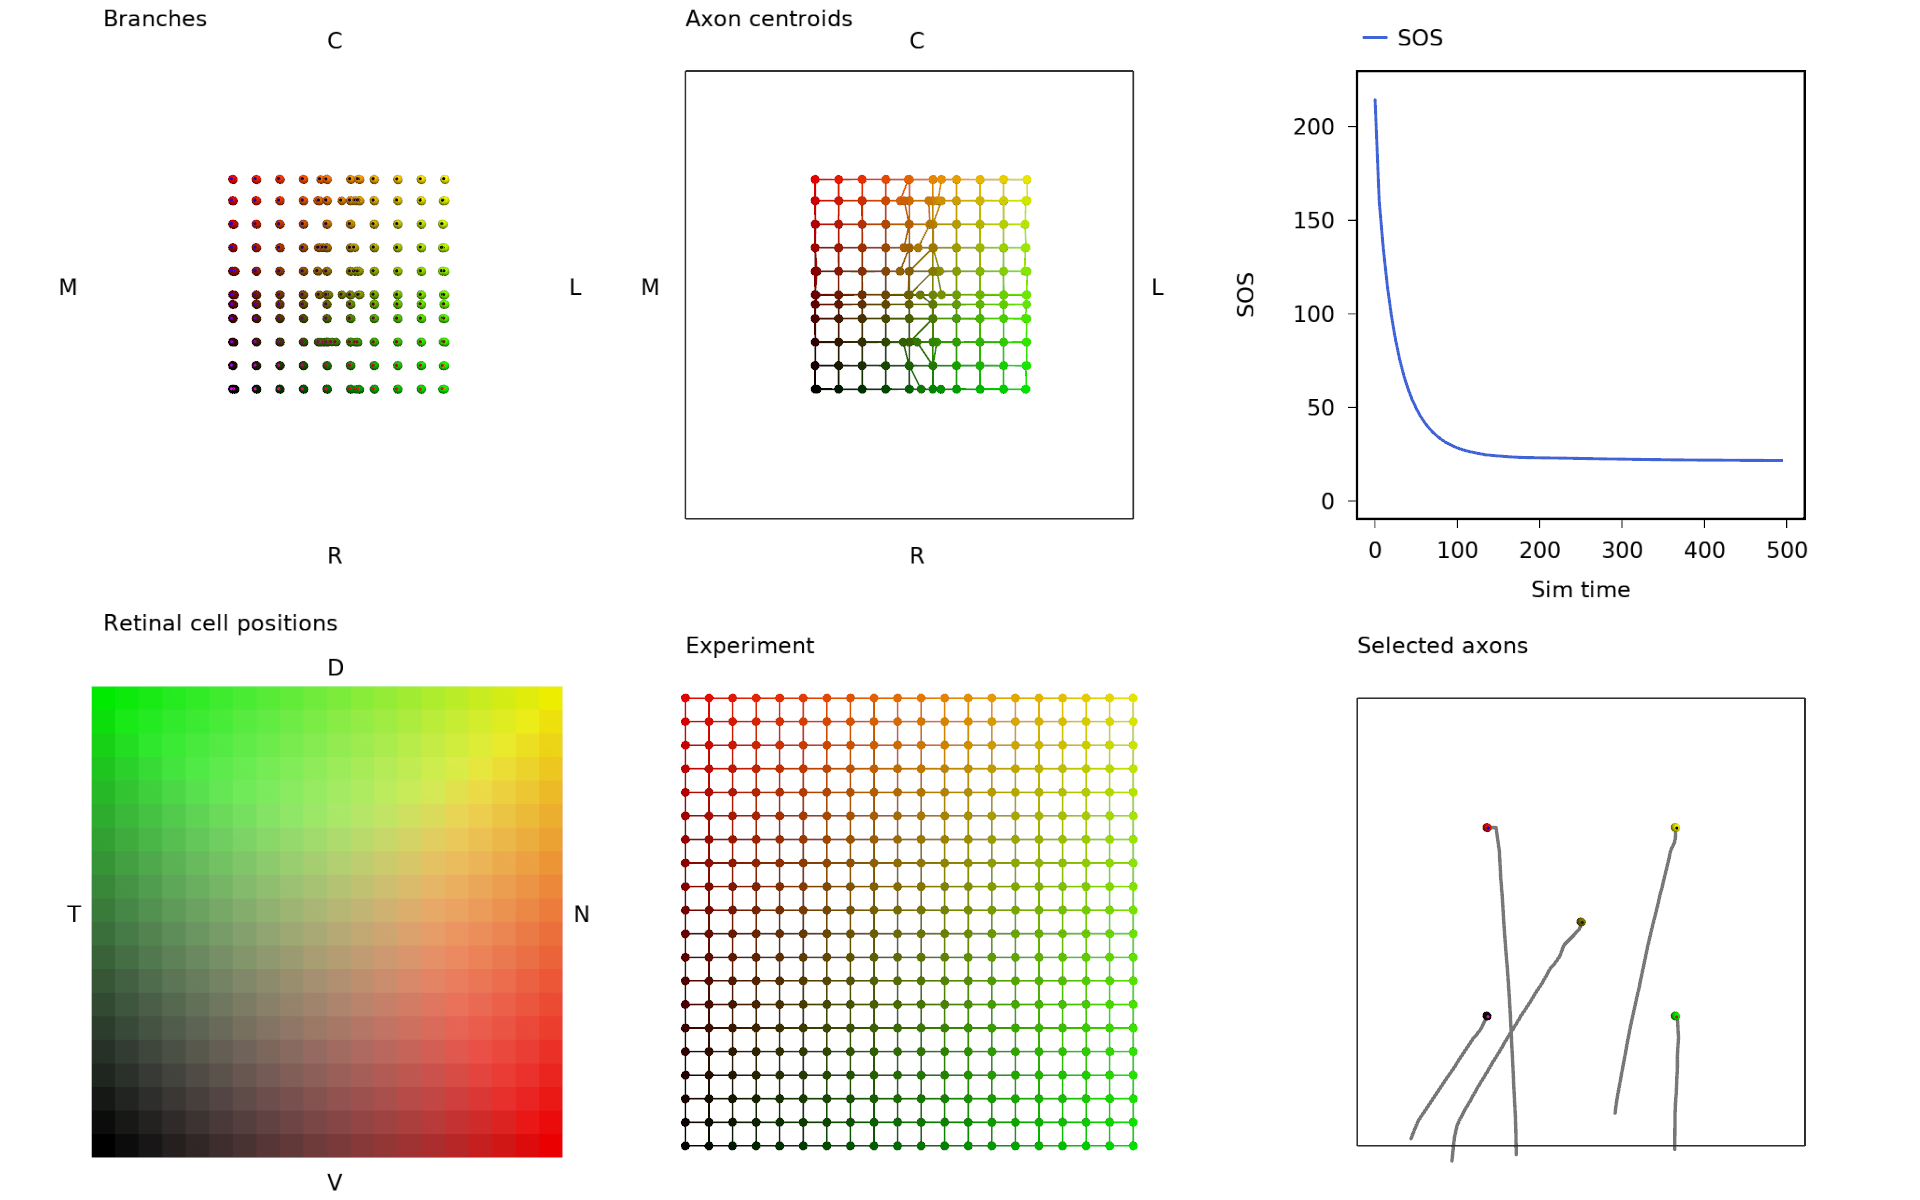 Branches
C
M
L
R
Axon centroids
C
M
L
R
SOS
200
150
100
50
0
SOS
0 100 200 300 400 500
Sim time
Retinal cell positions
D
T
N
V
Experiment
Selected axons